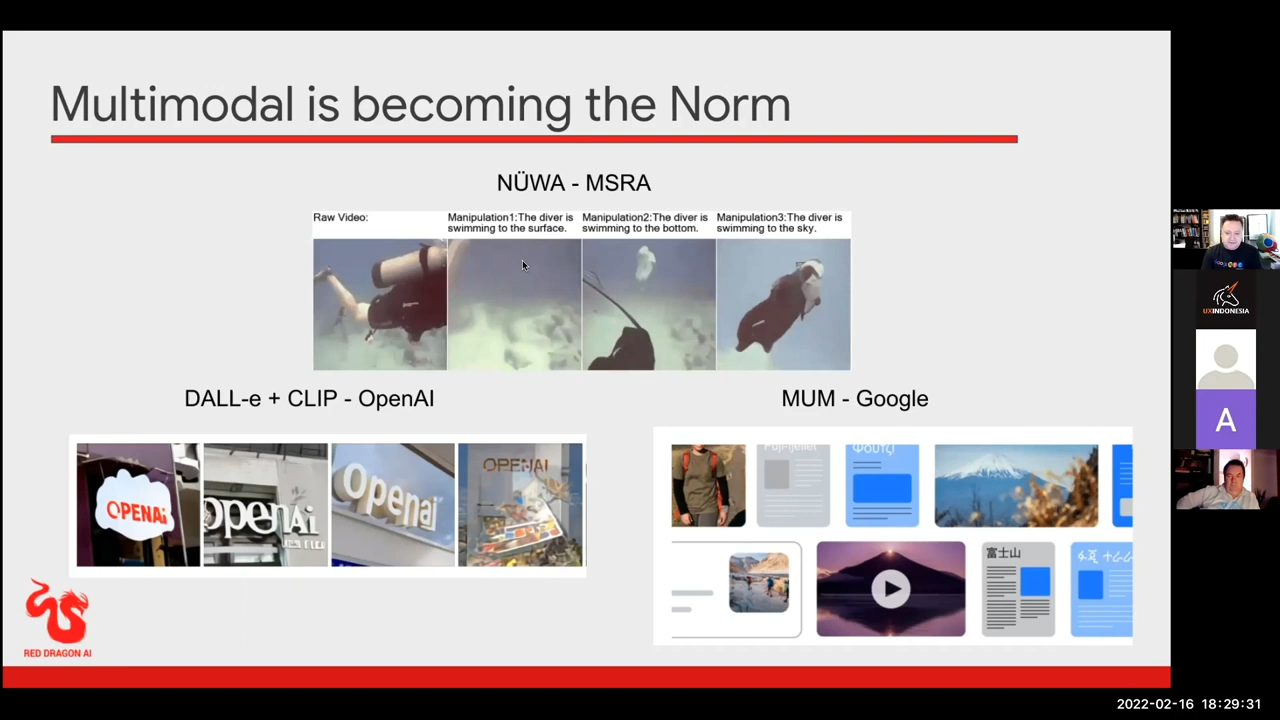 Multimodal is becoming the Norm
NÜWA - MSRA
Raw Video:
Manipulation1:The diver is
swimming to the surface.
Manipulation2:The diver is
swimming to the bottom.
Manipulation3:The diver is
swimming to the sky.
DALL-e + CLIP - OpenAI
MUM - Google
OPENAi
openAi
Openai
OPENAI
Φουτζι
富士山
RED DRAGON AI
UXINDONESIA
A
2022-02-16 18:29:31